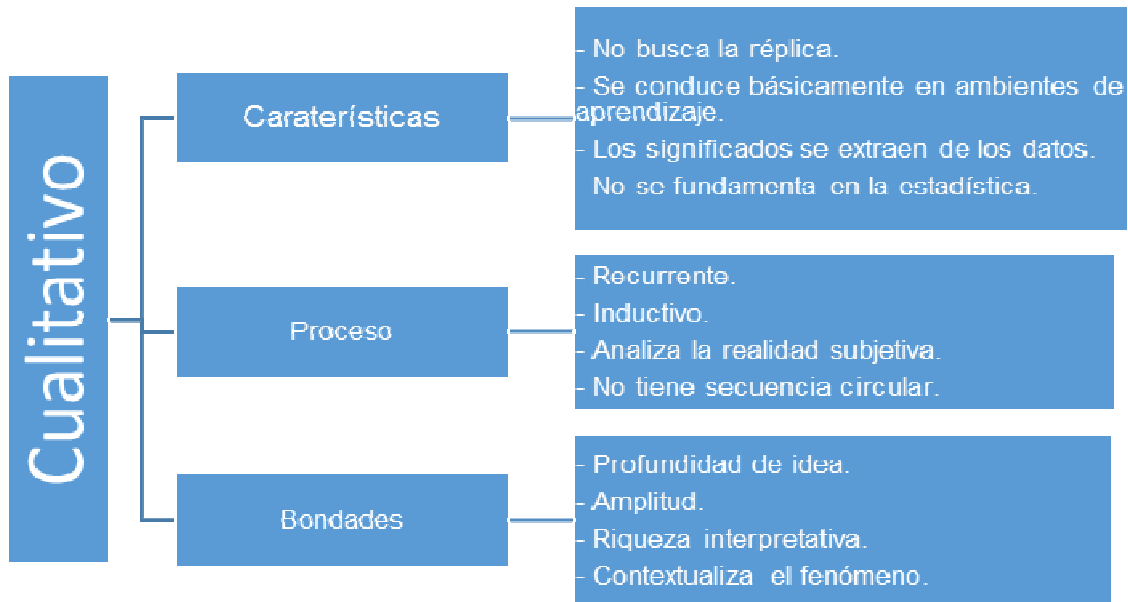 Cualitativo
Caraterísticas
- No busca la réplica.
- Se conduce básicamente en ambientes de
aprendizaje.
- Los significados se extraen de los datos.
No se fundamenta en la estadística.
Proceso
- Recurrente.
- Inductivo.
- Analiza la realidad subjetiva.
- No tiene secuencia circular.
Bondades
- Profundidad de idea.
- Amplitud.
- Riqueza interpretativa.
- Contextualiza el fenómeno.